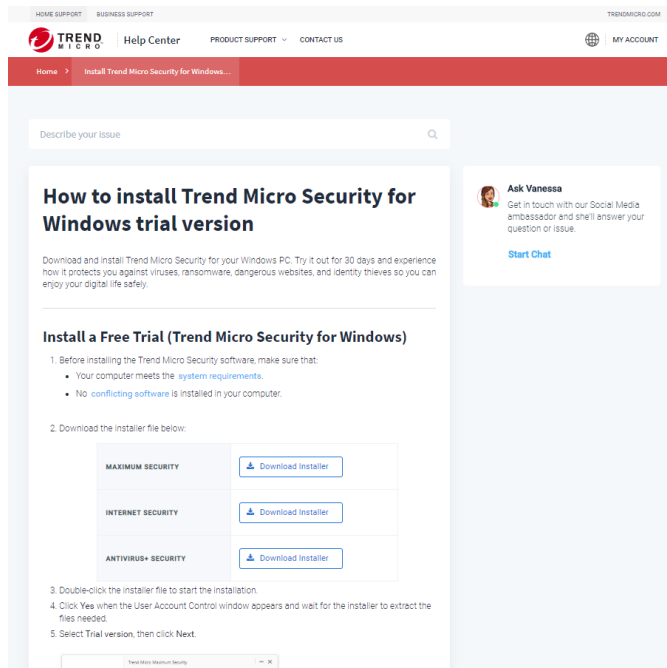 HOME SUPPORT BUSINESS SUPPORT TRENDMICRO.COM
TREND MICRO Help Center PRODUCT SUPPORT CONTACT US MY ACCOUNT
Home > Install Trend Micro Security for Windows...
Describe your issue
How to install Trend Micro Security for
Windows trial version
Download and install Trend Micro Security for your Windows PC. Try it out for 30 days and experience
how it protects you against viruses, ransomware, dangerous websites, and identity thieves so you can
enjoy your digital life safely.
Install a Free Trial (Trend Micro Security for Windows)
1. Before installing the Trend Micro Security software, make sure that:
• Your computer meets the system requirements.
• No conflicting software is installed in your computer.
2. Download the installer file below:
MAXIMUM SECURITY Download Installer
INTERNET SECURITY Download Installer
ANTIVIRUS+ SECURITY Download Installer
3. Double-click the installer file to start the installation.
4. Click Yes when the User Account Control window appears and wait for the installer to extract the
files needed.
5. Select Trial version, then click Next.
Trend Micro Maximum Security
Ask Vanessa
Get in touch with our Social Media
ambassador and she'll answer your
question or issue.
Start Chat